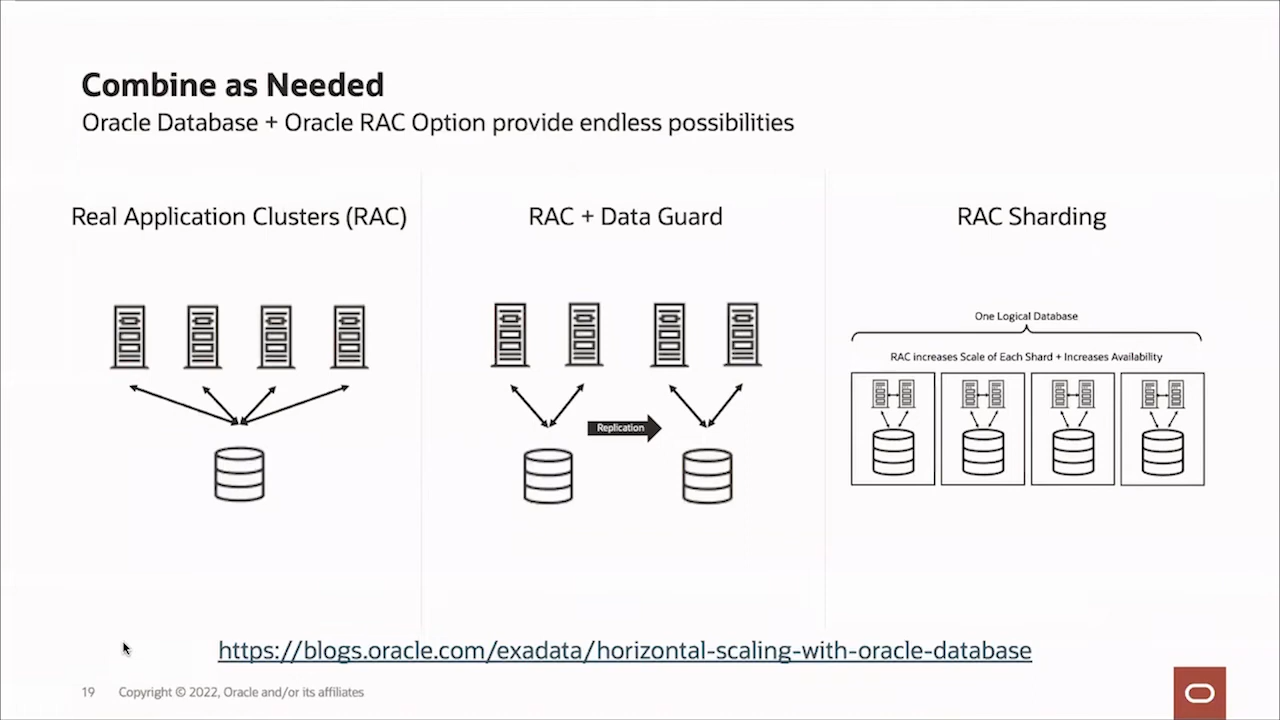 Combine as Needed
Oracle Database + Oracle RAC Option provide endless possibilities
Real Application Clusters (RAC)
RAC + Data Guard
Replication
RAC Sharding
One Logical Database
RAC increases Scale of Each Shard + Increases Availability
https://blogs.oracle.com/exadata/horizontal-scaling-with-oracle-database
19 Copyright © 2022, Oracle and/or its affiliates